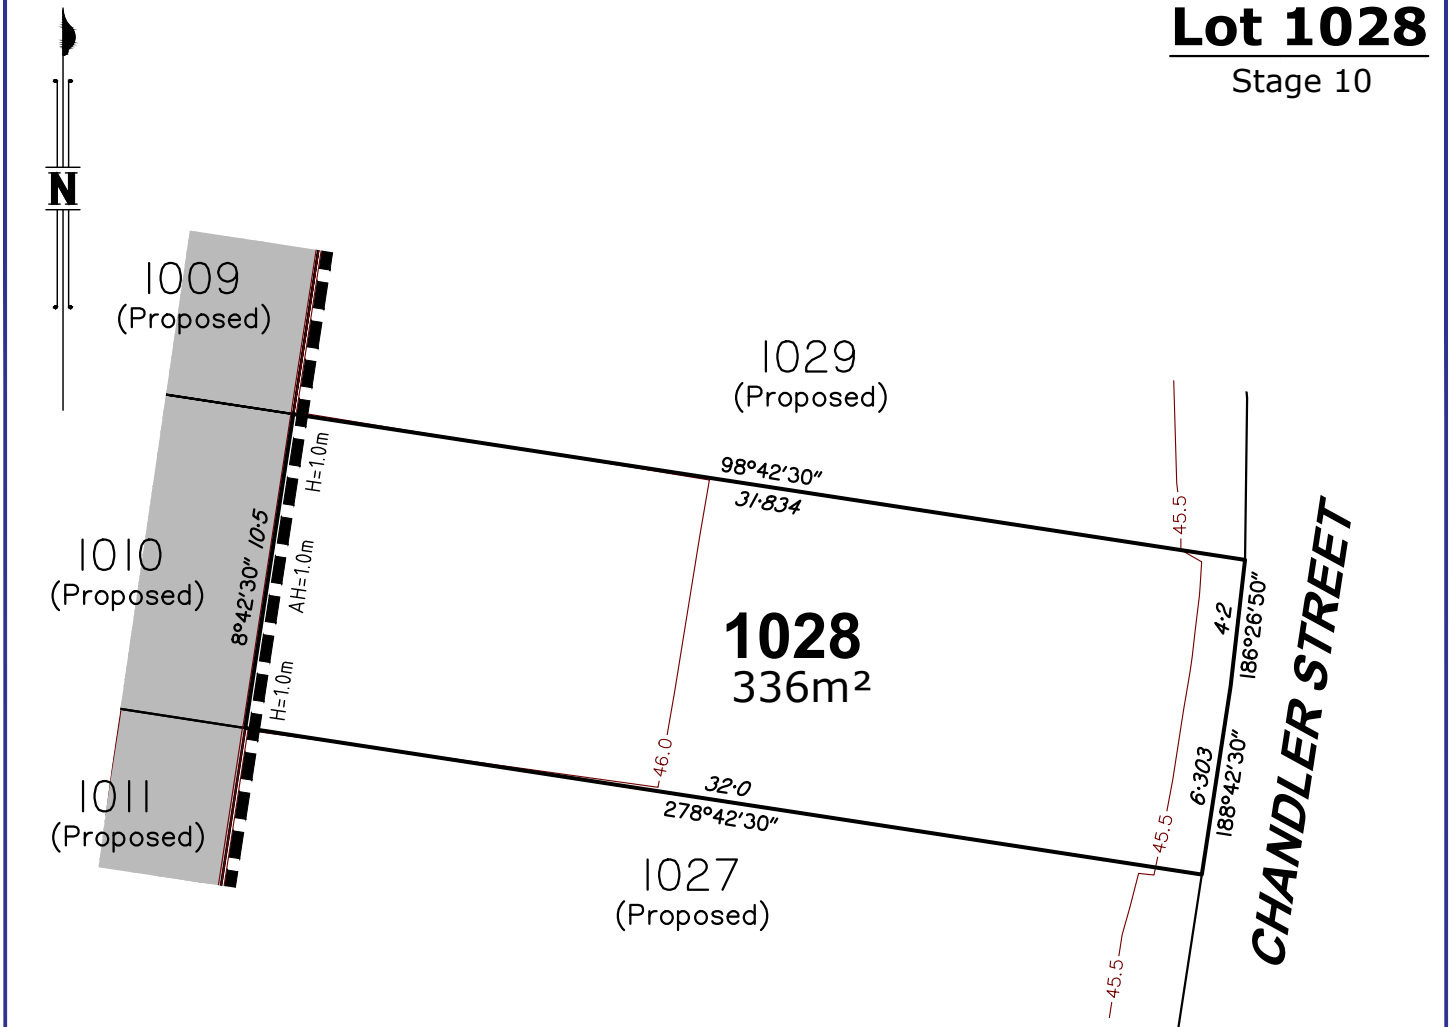 Lot 1028
Stage 10
N
1009
(Proposed)
1029
(Proposed)
H=1.0m
98°42'30"
31·834
45.5
1010
(Proposed)
8°42'30" 10·5
AH=1.0m
1028
336m²
4·2
186°26'50"
CHANDLER STREET
H=1.0m
46.0
32·0
278°42'30"
6·303
188°42'30"
45.5
1011
(Proposed)
1027
(Proposed)
45.5